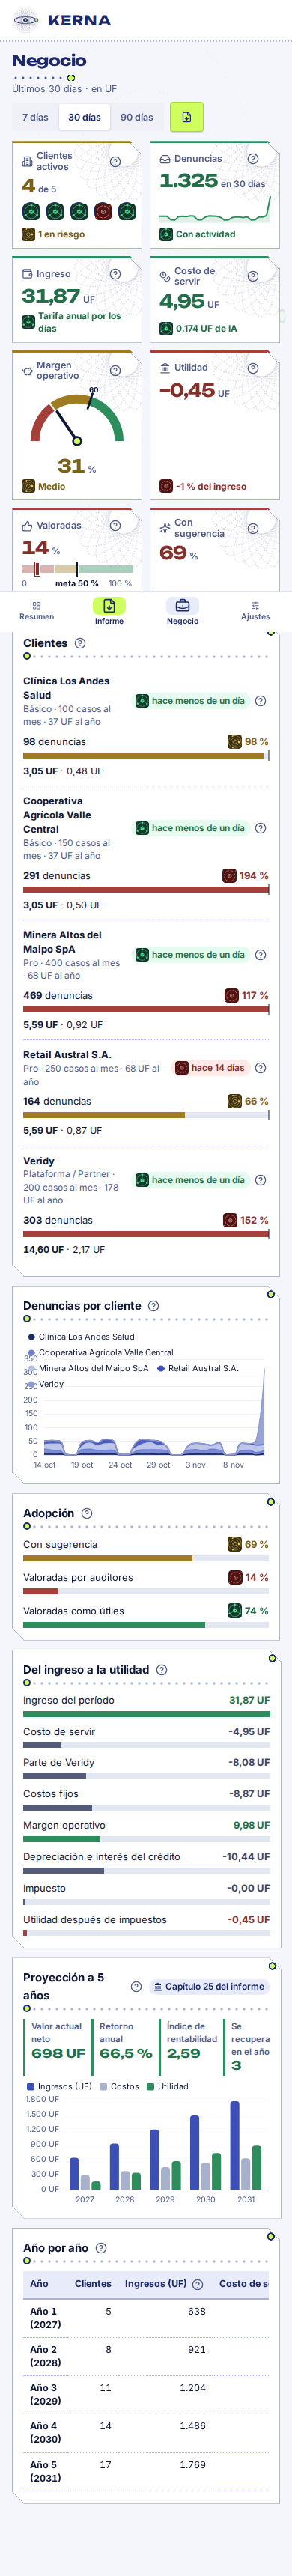 KERNA
Negocio
Últimos 30 días · en UF
7 días 30 días 90 días
Clientes activos
4 de 5
1 en riesgo
Denuncias
1.325 en 30 días
Con actividad
Ingreso
31,87 UF
Tarifa anual por los días
Costo de servir
4,95 UF
0,174 UF de IA
Margen operativo
60
31 %
Medio
Utilidad
−0,45 UF
-1 % del ingreso
Valoradas
14 %
0 meta 50 % 100 %
Con sugerencia
69 %
Resumen Informe Negocio Ajustes
Clientes
Clínica Los Andes
Salud
Básico · 100 casos al
mes · 37 UF al año
hace menos de un día
98 denuncias 98 %
3,05 UF · 0,48 UF
Cooperativa
Agrícola Valle
Central
Básico · 150 casos al
mes · 37 UF al año
hace menos de un día
291 denuncias 194 %
3,05 UF · 0,50 UF
Minera Altos del
Maipo SpA
Pro · 400 casos al mes
· 68 UF al año
hace menos de un día
469 denuncias 117 %
5,59 UF · 0,92 UF
Retail Austral S.A.
Pro · 250 casos al mes · 68 UF al
año
hace 14 días
164 denuncias 66 %
5,59 UF · 0,87 UF
Veridy
Plataforma / Partner ·
200 casos al mes · 178
UF al año
hace menos de un día
303 denuncias 152 %
14,60 UF · 2,17 UF
Denuncias por cliente
Clínica Los Andes Salud
Cooperativa Agrícola Valle Central
Minera Altos del Maipo SpA Retail Austral S.A.
Veridy
350
300
250
200
150
100
50
0
14 oct 19 oct 24 oct 29 oct 3 nov 8 nov
Adopción
Con sugerencia 69 %
Valoradas por auditores 14 %
Valoradas como útiles 74 %
Del ingreso a la utilidad
Ingreso del período 31,87 UF
Costo de servir -4,95 UF
Parte de Veridy -8,08 UF
Costos fijos -8,87 UF
Margen operativo 9,98 UF
Depreciación e interés del crédito -10,44 UF
Impuesto -0,00 UF
Utilidad después de impuestos -0,45 UF
Proyección a 5
años
Capítulo 25 del informe
Valor actual neto
698 UF
Retorno anual
66,5 %
Índice de rentabilidad
2,59
Se recupera en el año
3
Ingresos (UF) Costos Utilidad
1.800 UF
1.500 UF
1.200 UF
900 UF
600 UF
300 UF
0 UF
2027 2028 2029 2030 2031
Año por año
Año Clientes Ingresos (UF) Costo de s
Año 1 (2027) 5 638
Año 2 (2028) 8 921
Año 3 (2029) 11 1.204
Año 4 (2030) 14 1.486
Año 5 (2031) 17 1.769